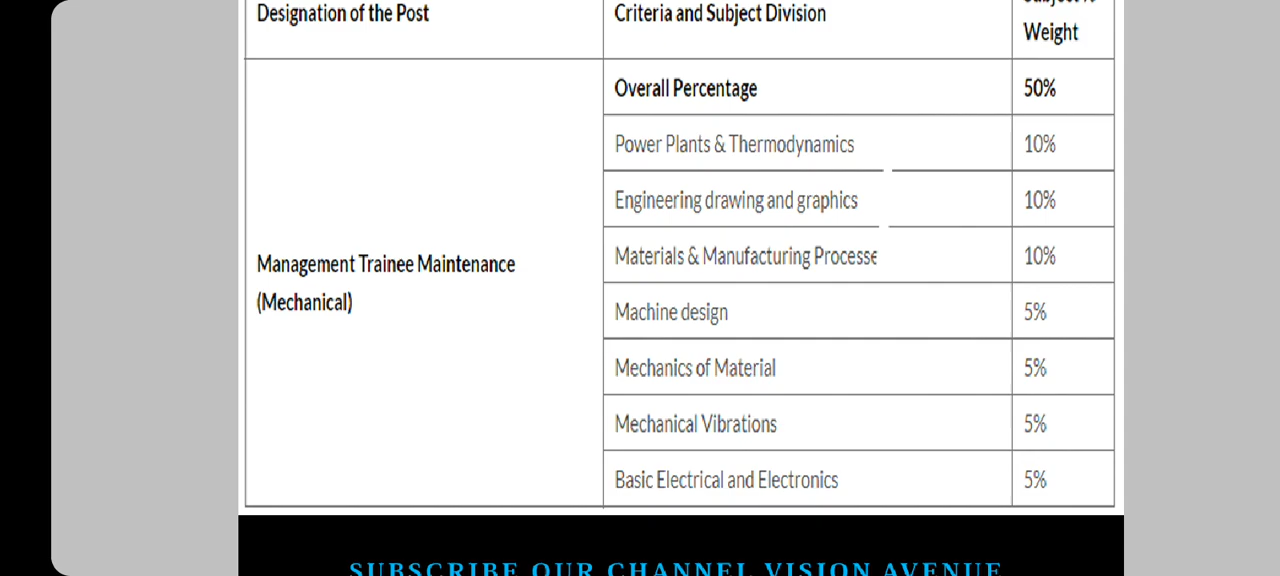 Designation of the Post
Criteria and Subject Division
Weight
Overall Percentage
50%
Power Plants & Thermodynamics
10%
Engineering drawing and graphics
10%
Materials & Manufacturing Processe
10%
Management Trainee Maintenance
(Mechanical)
Machine design
5%
Mechanics of Material
5%
Mechanical Vibrations
5%
Basic Electrical and Electronics
5%
SUBSCRIBE OUR CHANNEL VISION AVENUE